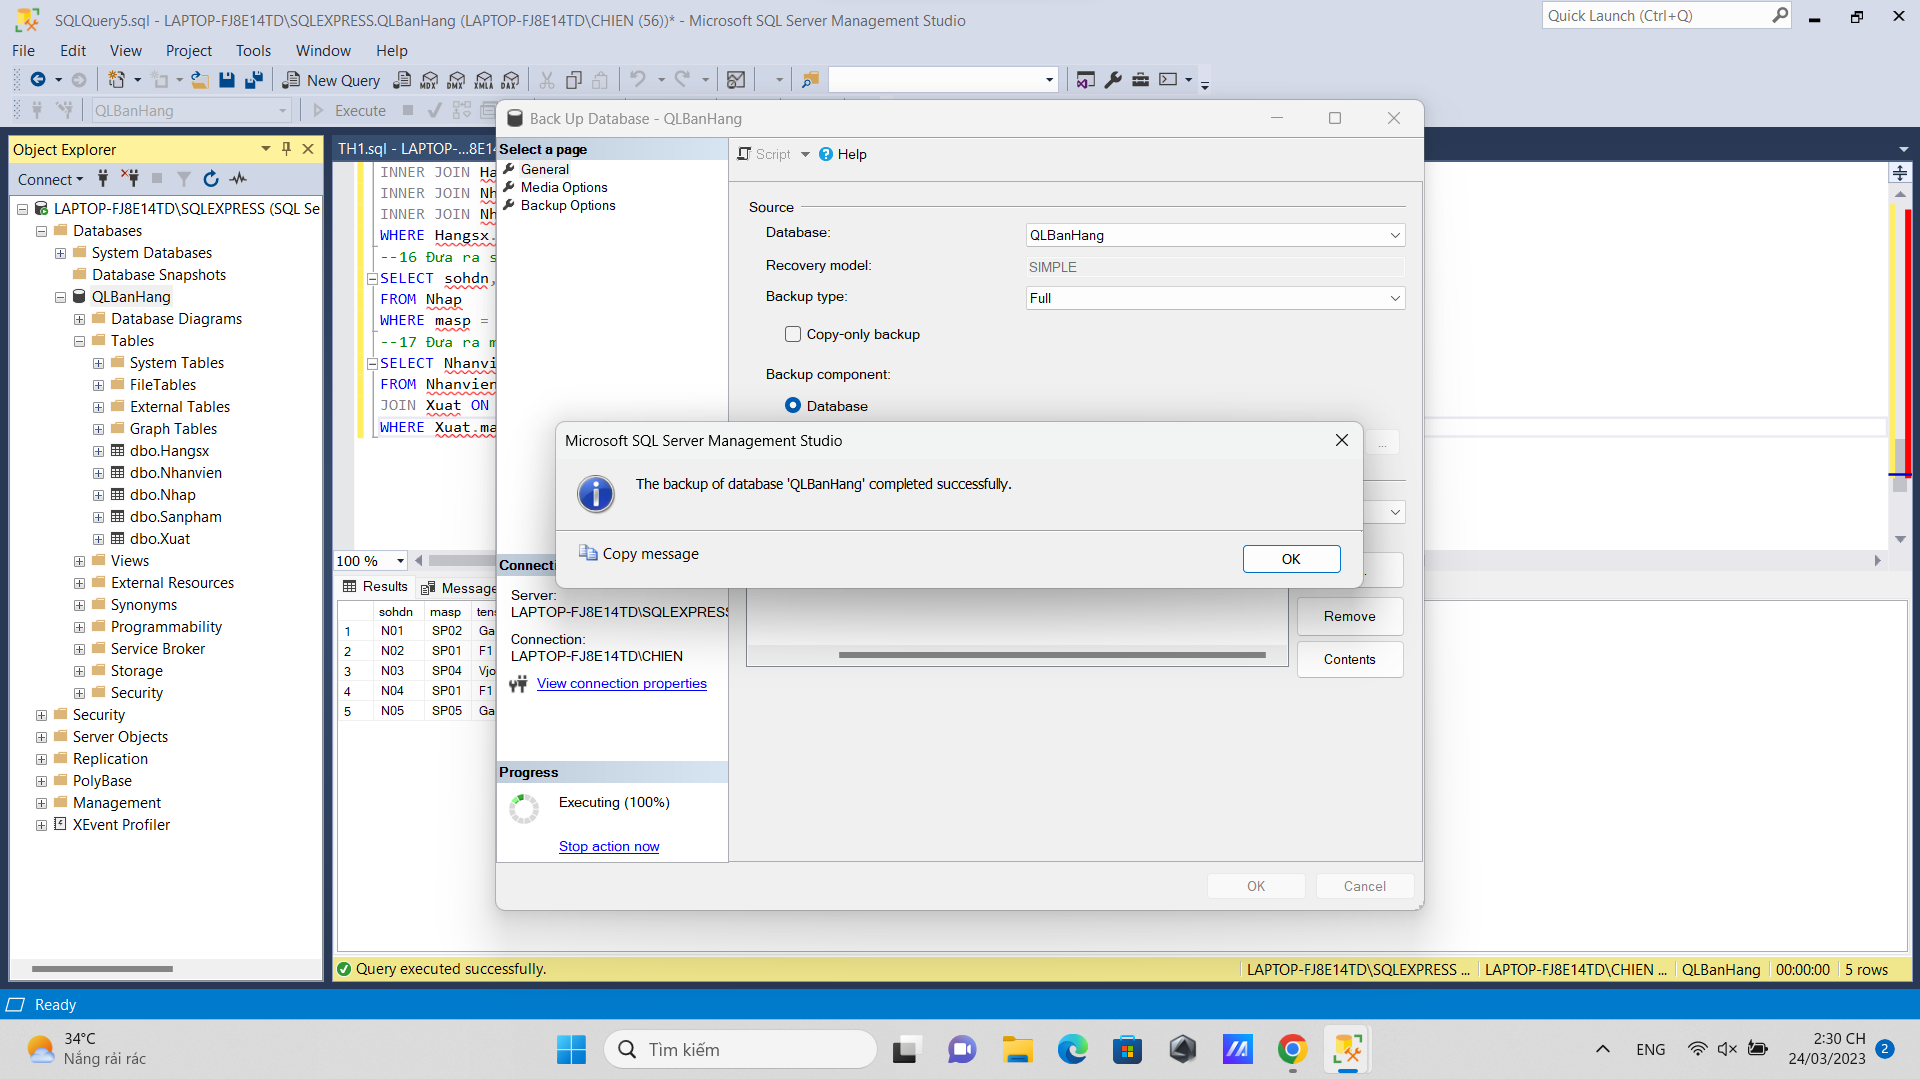 SQLQuery5.sql - LAPTOP-FJ8E14TD\SQLEXPRESS.QLBanHang (LAPTOP-FJ8E14TD\CHIEN (56))* - Microsoft SQL Server Management Studio
Quick Launch (Ctrl+Q)
File Edit View Project Tools Window Help
New Query
MDX DMX XMLA DAX
QLBanHang
Execute
Object Explorer
Connect
LAPTOP-FJ8E14TD\SQLEXPRESS (SQL Se
Databases
System Databases
Database Snapshots
QLBanHang
Database Diagrams
Tables
System Tables
FileTables
External Tables
Graph Tables
dbo.Hangsx
dbo.Nhanvien
dbo.Nhap
dbo.Sanpham
dbo.Xuat
Views
External Resources
Synonyms
Programmability
Service Broker
Storage
Security
Security
Server Objects
Replication
PolyBase
Management
XEvent Profiler
TH1.sql - LAPTOP-...8E14
INNER JOIN Ha
INNER JOIN Nh
INNER JOIN Nh
WHERE Hangsx.
--16 Đưa ra s
SELECT sohdn,
FROM Nhap
WHERE masp =
--17 Đưa ra m
SELECT Nhanvi
FROM Nhanvien
JOIN Xuat ON
WHERE Xuat.ma
100 %
Results Message
sohdn masp ten
1 N01 SP02 Ga
2 N02 SP01 F1
3 N03 SP04 Vjo
4 N04 SP01 F1
5 N05 SP05 Ga
Back Up Database - QLBanHang
Select a page
General
Media Options
Backup Options
Script
Help
Source
Database:
QLBanHang
Recovery model:
SIMPLE
Backup type:
Full
Copy-only backup
Backup component:
Database
...
Microsoft SQL Server Management Studio
The backup of database 'QLBanHang' completed successfully.
Copy message
OK
Connecti
Server:
LAPTOP-FJ8E14TD\SQLEXPRESS
Connection:
LAPTOP-FJ8E14TD\CHIEN
View connection properties
Remove
Contents
Progress
Executing (100%)
Stop action now
OK
Cancel
Query executed successfully.
LAPTOP-FJ8E14TD\SQLEXPRESS ... LAPTOP-FJ8E14TD\CHIEN ... QLBanHang 00:00:00 5 rows
Ready
34°C
Nắng rải rác
Tìm kiếm
ENG
2:30 CH
24/03/2023
2